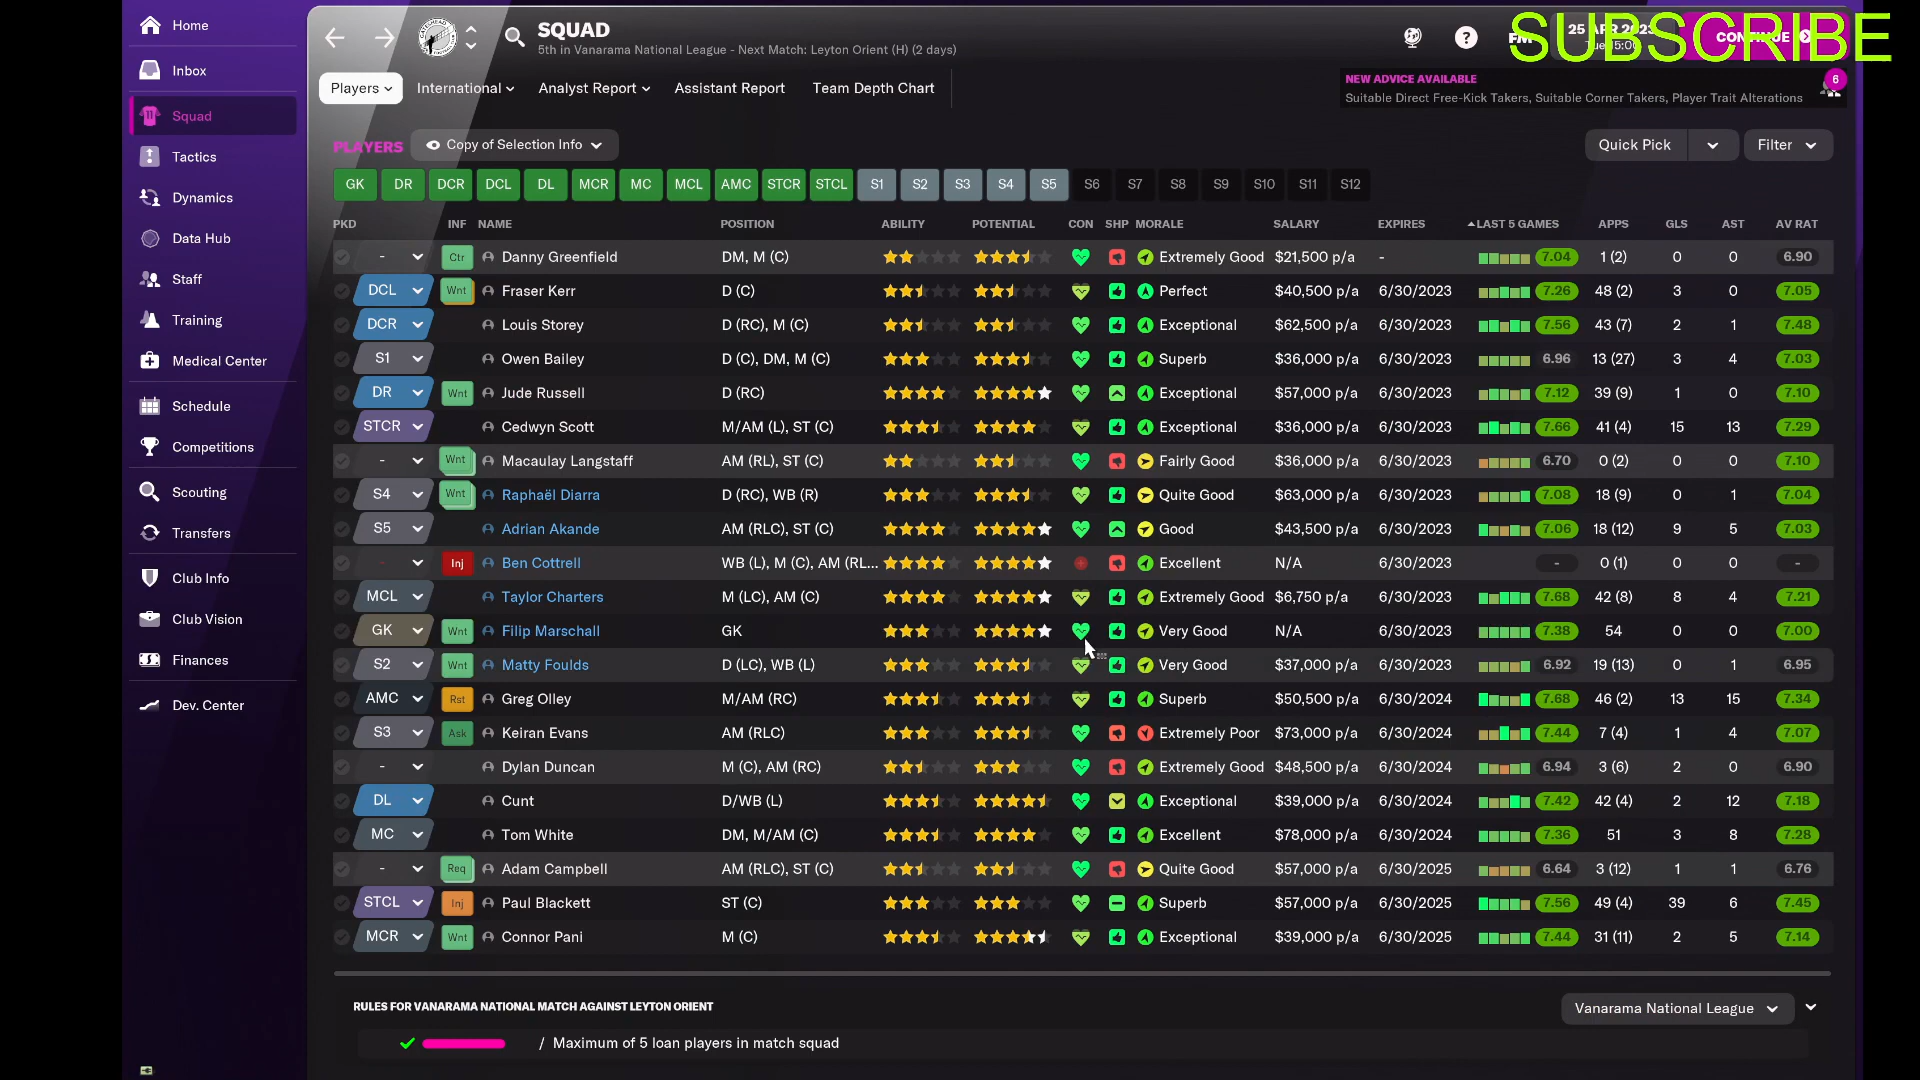 Home
SQUAD
5th in Vanarama National League - Next Match: Leyton Orient (H) (2 days)
25 APR 2023
Tue 15:00
CONTINUE
SUBSCRIBE
Inbox
Squad
Tactics
Dynamics
Data Hub
Staff
Training
Medical Center
Schedule
Competitions
Scouting
Transfers
Club Info
Club Vision
Finances
Dev. Center
Players International Analyst Report Assistant Report Team Depth Chart
NEW ADVICE AVAILABLE 6
Suitable Direct Free-Kick Takers, Suitable Corner Takers, Player Trait Alterations
PLAYERS Copy of Selection Info Quick Pick Filter
GK DR DCR DCL DL MCR MC MCL AMC STCR STCL S1 S2 S3 S4 S5 S6 S7 S8 S9 S10 S11 S12
PKD INF NAME POSITION ABILITY POTENTIAL CON SHP MORALE SALARY EXPIRES LAST 5 GAMES APPS GLS AST AV RAT
- Ctr Danny Greenfield DM, M (C) Extremely Good $21,500 p/a - 7.04 1 (2) 0 0 6.90
DCL Wnt Fraser Kerr D (C) Perfect $40,500 p/a 6/30/2023 7.26 48 (2) 3 0 7.05
DCR Louis Storey D (RC), M (C) Exceptional $62,500 p/a 6/30/2023 7.56 43 (7) 2 1 7.48
S1 Owen Bailey D (C), DM, M (C) Superb $36,000 p/a 6/30/2023 6.96 13 (27) 3 4 7.03
DR Wnt Jude Russell D (RC) Exceptional $57,000 p/a 6/30/2023 7.12 39 (9) 1 0 7.10
STCR Cedwyn Scott M/AM (L), ST (C) Exceptional $36,000 p/a 6/30/2023 7.66 41 (4) 15 13 7.29
- Wnt Macaulay Langstaff AM (RL), ST (C) Fairly Good $36,000 p/a 6/30/2023 6.70 0 (2) 0 0 7.10
S4 Wnt Raphaël Diarra D (RC), WB (R) Quite Good $63,000 p/a 6/30/2023 7.08 18 (9) 0 1 7.04
S5 Adrian Akande AM (RLC), ST (C) Good $43,500 p/a 6/30/2023 7.06 18 (12) 9 5 7.03
- Inj Ben Cottrell WB (L), M (C), AM (RL... Excellent N/A 6/30/2023 - 0 (1) 0 0 -
MCL Taylor Charters M (LC), AM (C) Extremely Good $6,750 p/a 6/30/2023 7.68 42 (8) 8 4 7.21
GK Wnt Filip Marschall GK Very Good N/A 6/30/2023 7.38 54 0 0 7.00
S2 Wnt Matty Foulds D (LC), WB (L) Very Good $37,000 p/a 6/30/2023 6.92 19 (13) 0 1 6.95
AMC Rst Greg Olley M/AM (RC) Superb $50,500 p/a 6/30/2024 7.68 46 (2) 13 15 7.34
S3 Ask Keiran Evans AM (RLC) Extremely Poor $73,000 p/a 6/30/2024 7.44 7 (4) 1 4 7.07
- Dylan Duncan M (C), AM (RC) Extremely Good $48,500 p/a 6/30/2024 6.94 3 (6) 2 0 6.90
DL Cunt D/WB (L) Exceptional $39,000 p/a 6/30/2024 7.42 42 (4) 2 12 7.18
MC Tom White DM, M/AM (C) Excellent $78,000 p/a 6/30/2024 7.36 51 3 8 7.28
- Req Adam Campbell AM (RLC), ST (C) Quite Good $57,000 p/a 6/30/2025 6.64 3 (12) 1 1 6.76
STCL Inj Paul Blackett ST (C) Superb $57,000 p/a 6/30/2025 7.56 49 (4) 39 6 7.45
MCR Wnt Connor Pani M (C) Exceptional $39,000 p/a 6/30/2025 7.44 31 (11) 2 5 7.14
RULES FOR VANARAMA NATIONAL MATCH AGAINST LEYTON ORIENT Vanarama National League
/ Maximum of 5 loan players in match squad